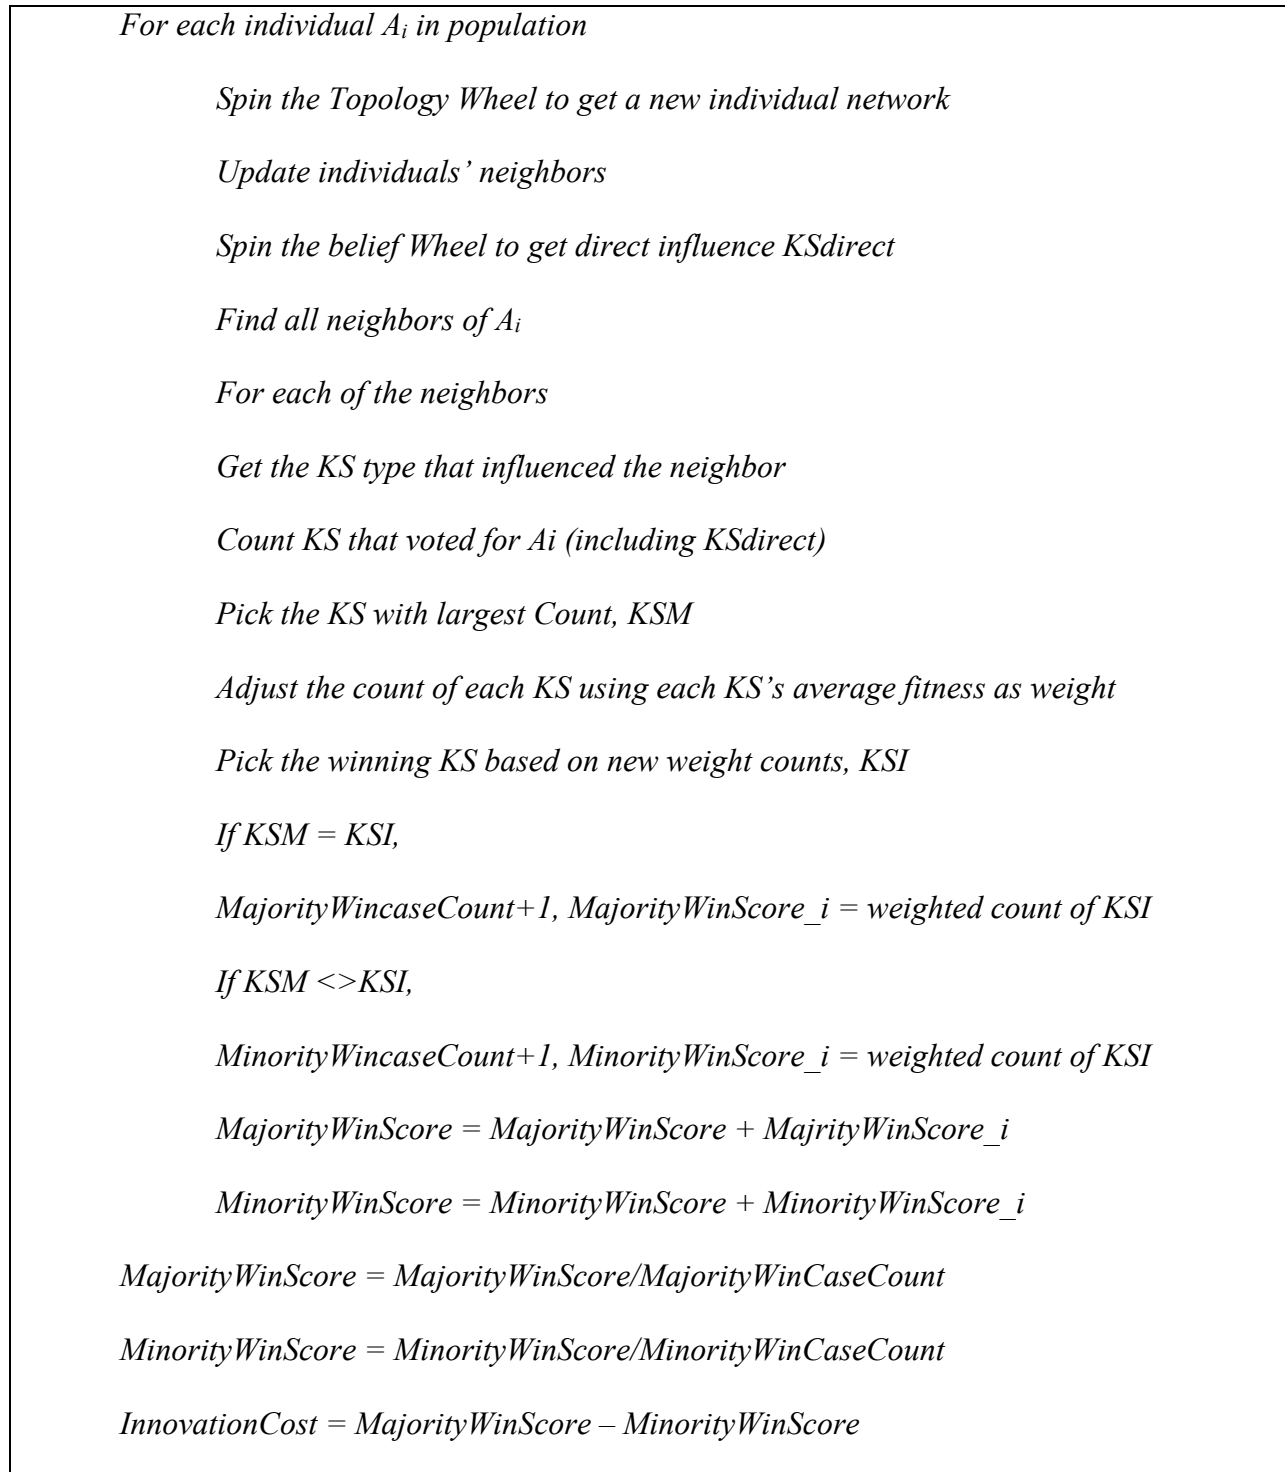 For each individual Ai in population
Spin the Topology Wheel to get a new individual network
Update individuals’ neighbors
Spin the belief Wheel to get direct influence KSdirect
Find all neighbors of Ai
For each of the neighbors
Get the KS type that influenced the neighbor
Count KS that voted for Ai (including KSdirect)
Pick the KS with largest Count, KSM
Adjust the count of each KS using each KS’s average fitness as weight
Pick the winning KS based on new weight counts, KSI
If KSM = KSI,
MajorityWincaseCount+1, MajorityWinScore_i = weighted count of KSI
If KSM <>KSI,
MinorityWincaseCount+1, MinorityWinScore_i = weighted count of KSI
MajorityWinScore = MajorityWinScore + MajrityWinScore_i
MinorityWinScore = MinorityWinScore + MinorityWinScore_i
MajorityWinScore = MajorityWinScore/MajorityWinCaseCount
MinorityWinScore = MinorityWinScore/MinorityWinCaseCount
InnovationCost = MajorityWinScore – MinorityWinScore